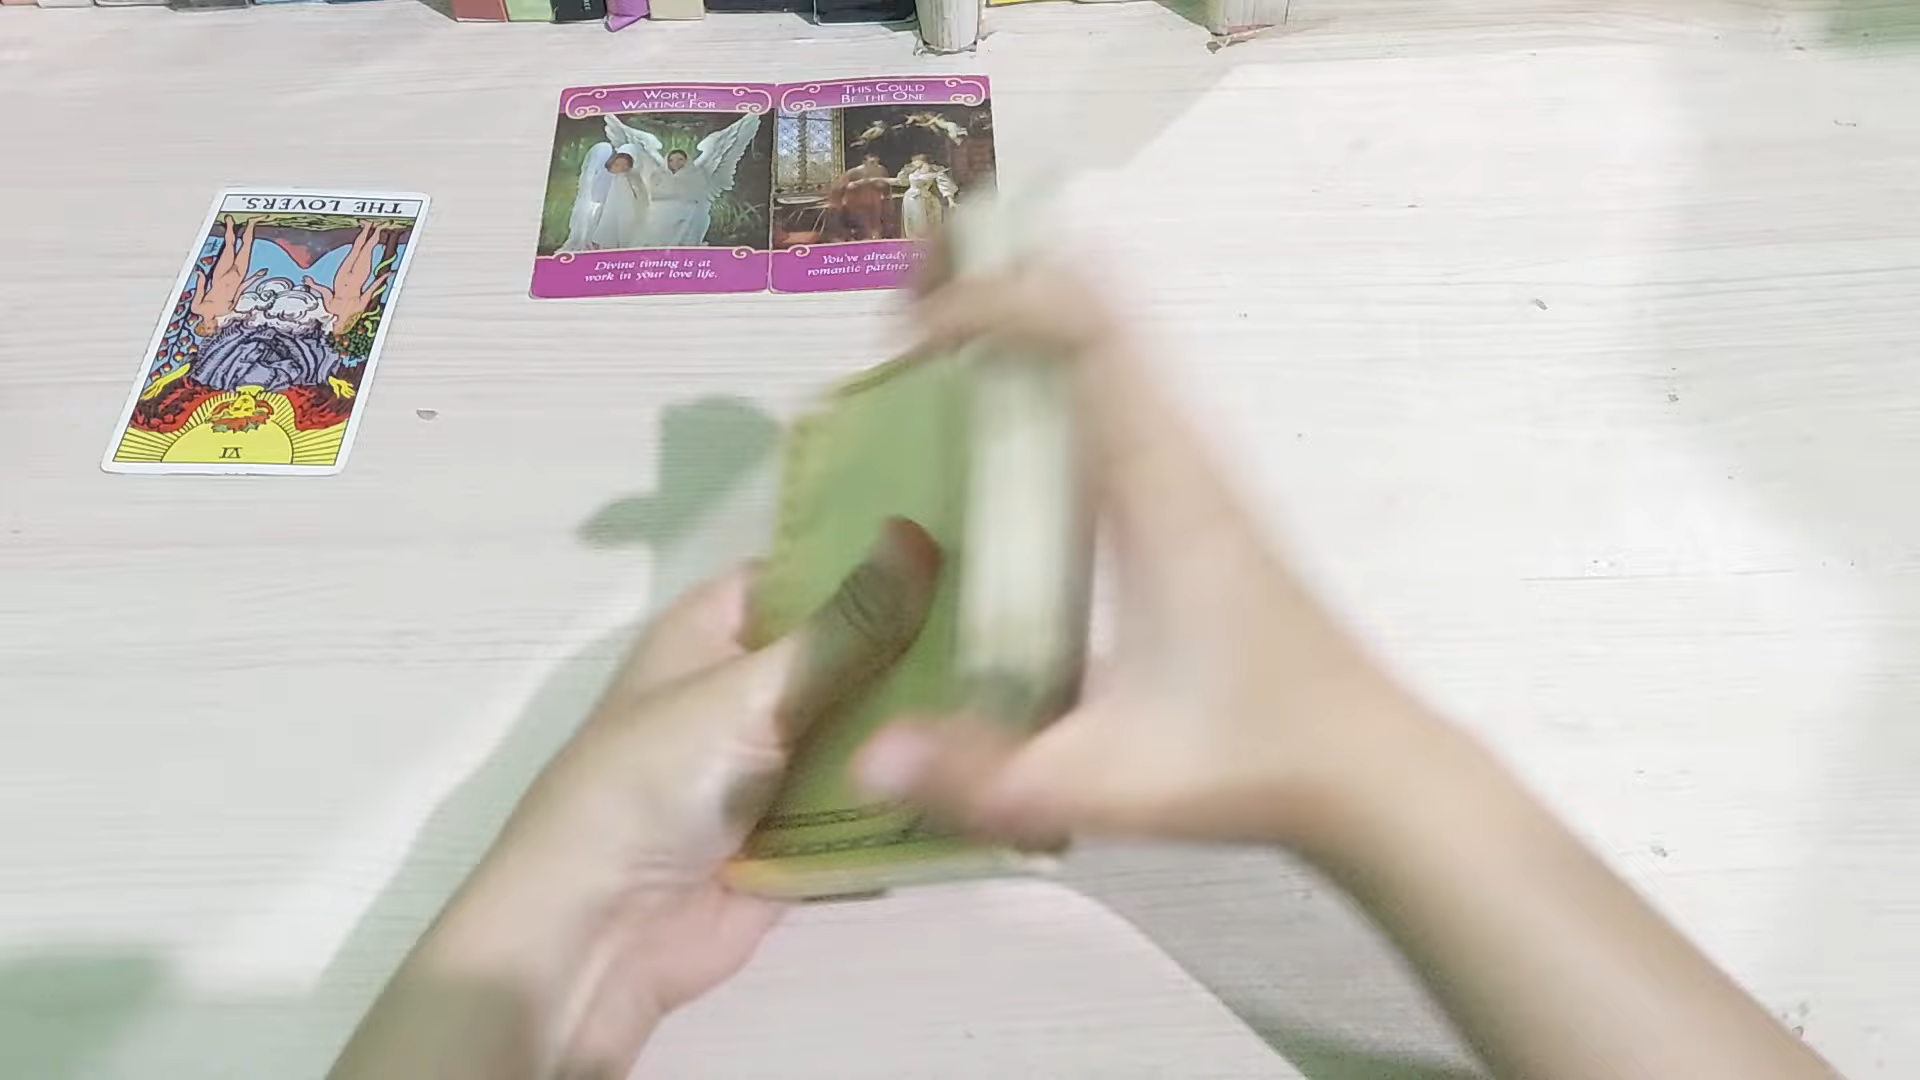 WORTH
WAITING FOR
Divine timing is at
work in your love life.
THIS COULD
BE THE ONE
You've already
romantic partner
THE LOVERS.
VI